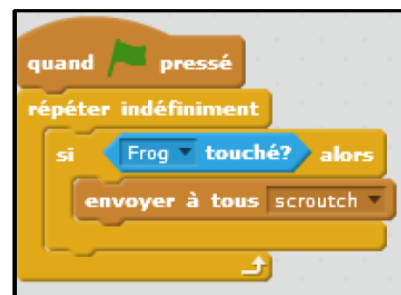 quand pressé
répéter indéfiniment
si Frog touché? alors
envoyer à tous scroutch